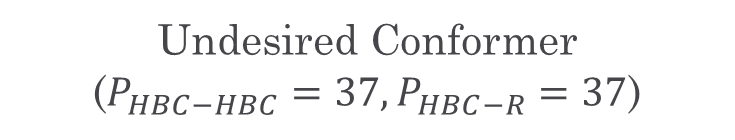 Undesired Conformer
(P_{HBC−HBC} = 37, P_{HBC−R} = 37)